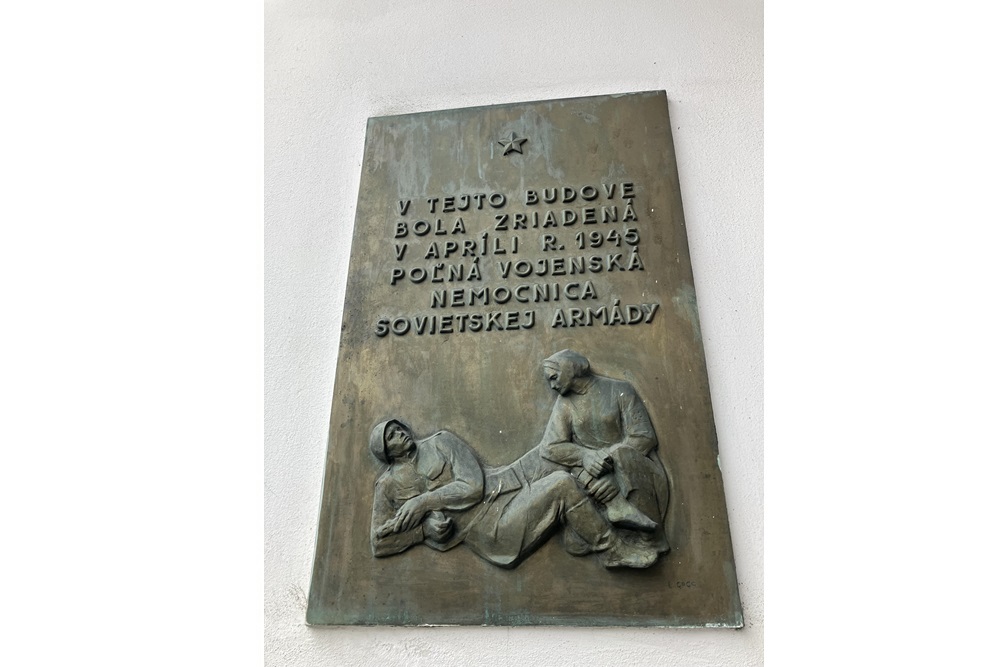 V TEJTO BUDOVE
BOLA ZRIADENÁ
V APRÍLI R. 1945
POĽNÁ VOJENSKÁ
NEMOCNICA
SOVIETSKEJ ARMÁDY